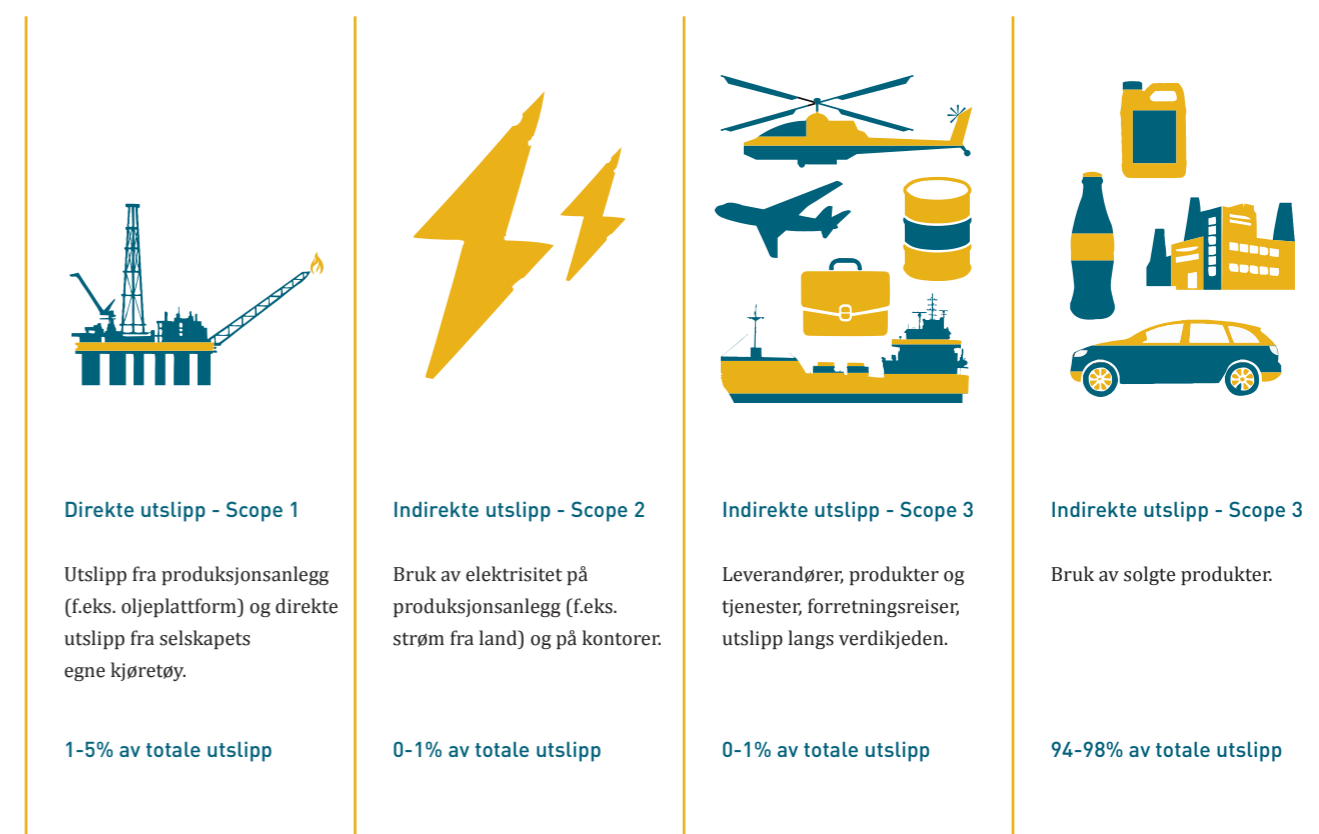 Direkte utslipp - Scope 1
Utslipp fra produksjonsanlegg
(f.eks. oljeplattform) og direkte
utslipp fra selskapets
egne kjøretøy.
1-5% av totale utslipp
Indirekte utslipp - Scope 2
Bruk av elektrisitet på
produksjonsanlegg (f.eks.
strøm fra land) og på kontorer.
0-1% av totale utslipp
Indirekte utslipp - Scope 3
Leverandører, produkter og
tjenester, forretningsreiser,
utslipp langs verdikjeden.
0-1% av totale utslipp
Indirekte utslipp - Scope 3
Bruk av solgte produkter.
94-98% av totale utslipp